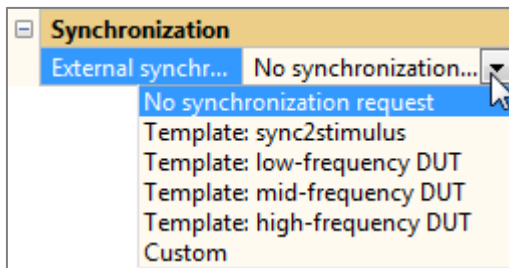 Synchronization
External synchr... No synchronization...
No synchronization request
Template: sync2stimulus
Template: low-frequency DUT
Template: mid-frequency DUT
Template: high-frequency DUT
Custom